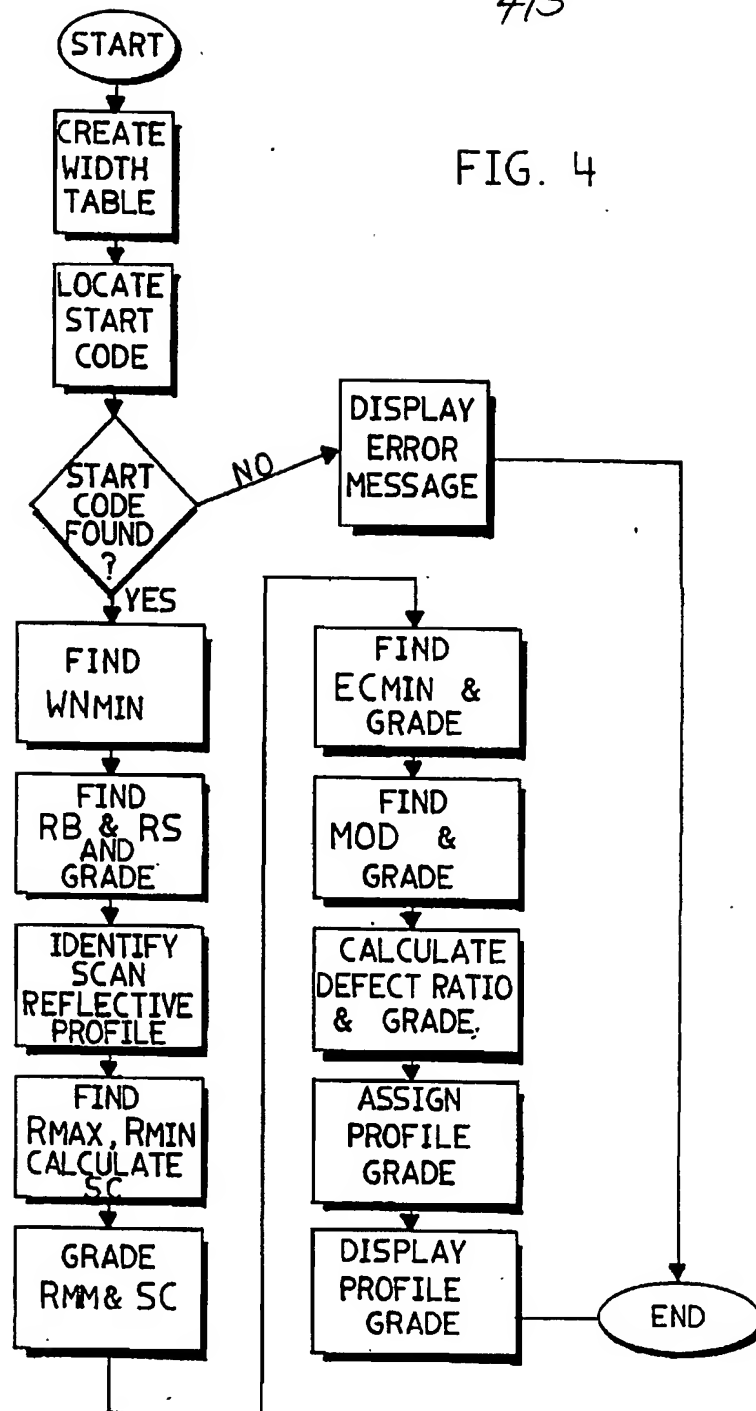 4/5
START
FIG. 4
CREATE
WIDTH
TABLE
LOCATE
START
CODE
START
CODE
FOUND
?
NO
DISPLAY
ERROR
MESSAGE
YES
FIND
WNMIN
FIND
RB & RS
AND
GRADE
IDENTIFY
SCAN
REFLECTIVE
PROFILE
FIND
RMAX, RMIN
CALCULATE
SC
GRADE
RMM & SC
FIND
ECMIN &
GRADE
FIND
MOD &
GRADE
CALCULATE
DEFECT RATIO
& GRADE.
ASSIGN
PROFILE
GRADE
DISPLAY
PROFILE
GRADE
END